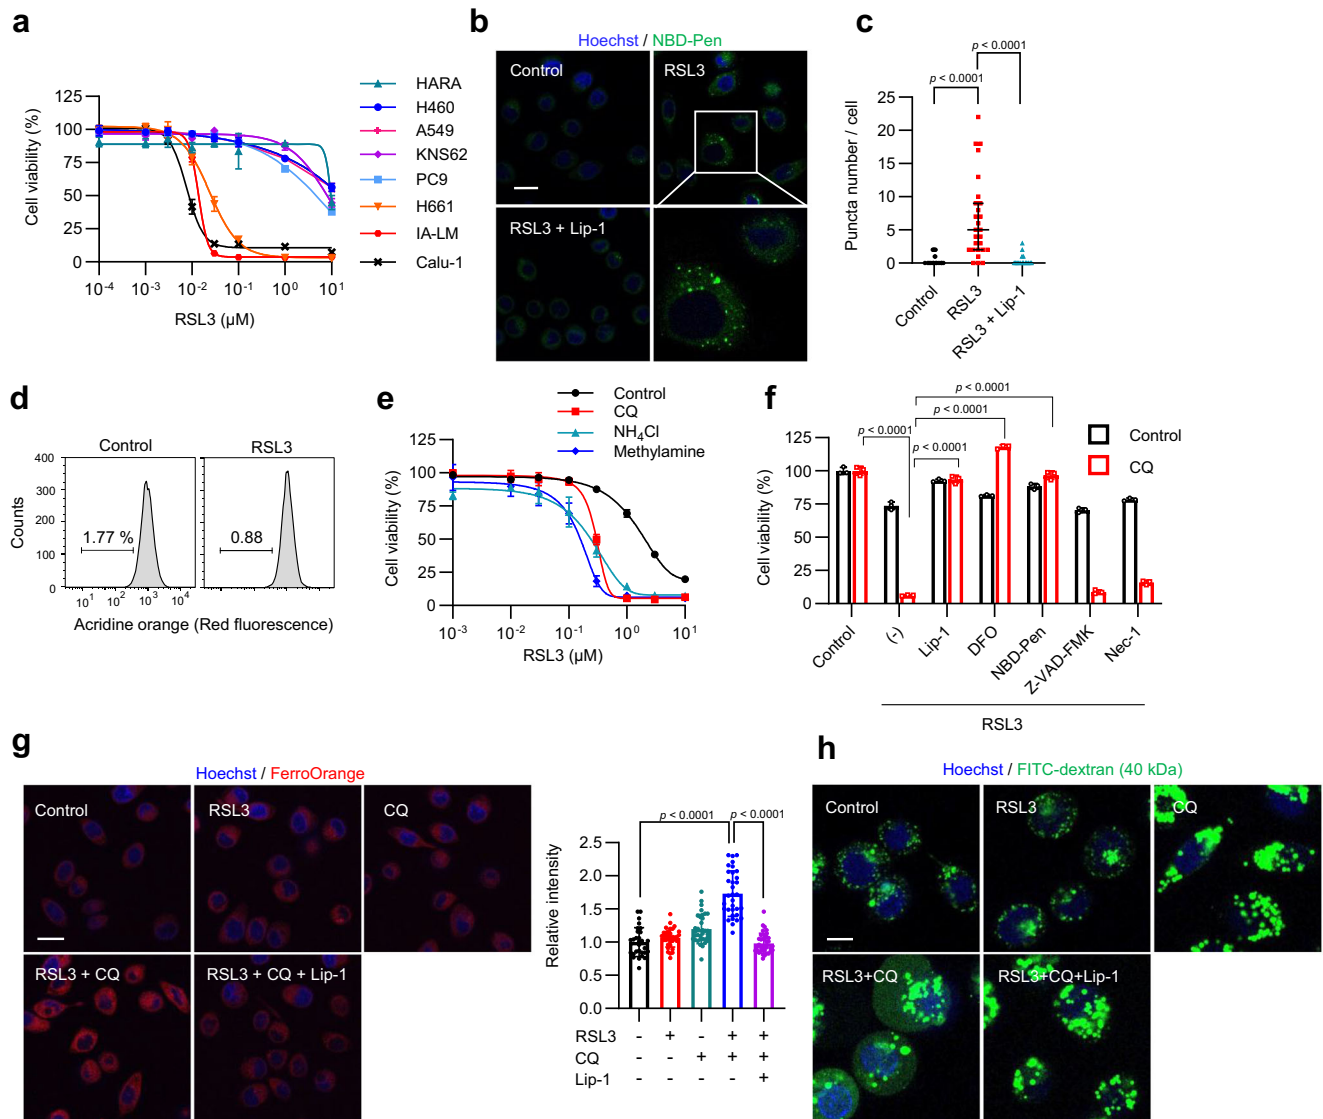 a
Cell viability (%)
125
100
75
50
25
0
10-4
10-3
10-2
10-1
100
101
RSL3 (μM)
HARA
H460
A549
KNS62
PC9
H661
IA-LM
Calu-1
b
Hoechst / NBD-Pen
Control
RSL3
RSL3 + Lip-1
c
p < 0.0001
p < 0.0001
Puncta number / cell
25
20
15
10
5
0
Control
RSL3
RSL3 + Lip-1
d
Control
RSL3
Counts
400
300
200
100
0
1.77 %
0.88
101
102
103
104
Acridine orange (Red fluorescence)
e
Control
CQ
NH4Cl
Methylamine
Cell viability (%)
125
100
75
50
25
0
10-3
10-2
10-1
100
101
RSL3 (μM)
f
p < 0.0001
p < 0.0001
p < 0.0001
p < 0.0001
Control
CQ
Cell viability (%)
125
100
75
50
25
0
Control
(-)
Lip-1
DFO
NBD-Pen
Z-VAD-FMK
Nec-1
RSL3
g
Hoechst / FerroOrange
Control
RSL3
CQ
RSL3 + CQ
RSL3 + CQ + Lip-1
p < 0.0001
p < 0.0001
Relative intensity
2.5
2.0
1.5
1.0
0.5
0.0
RSL3 - + - + +
CQ - - + + +
Lip-1 - - - - +
h
Hoechst / FITC-dextran (40 kDa)
Control
RSL3
CQ
RSL3+CQ
RSL3+CQ+Lip-1